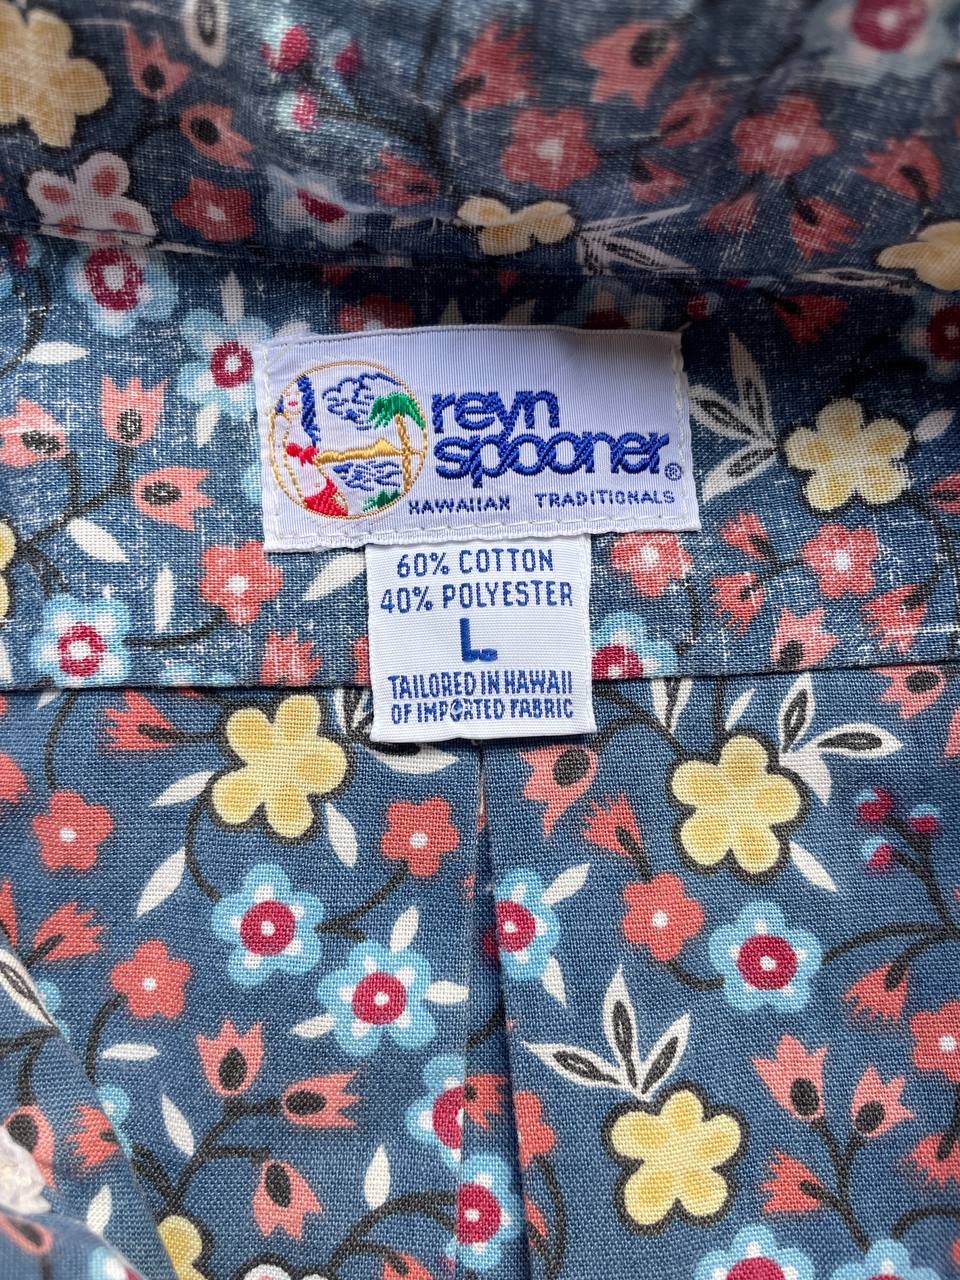 reyn
spooner®
HAWAIIAN TRADITIONALS
60% COTTON
40% POLYESTER
L
TAILORED IN HAWAII
OF IMPORTED FABRIC